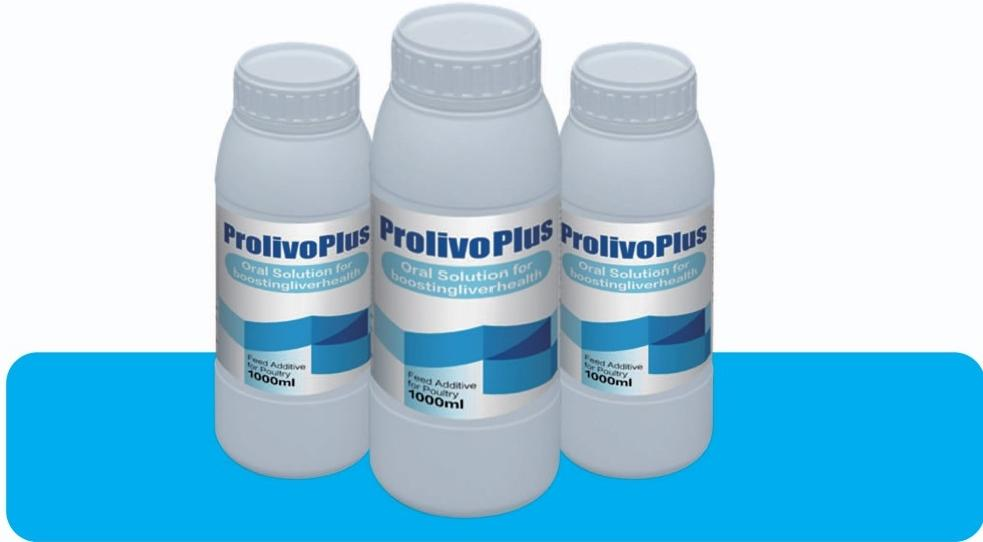 ProlivoPlus
Oral Solution for
boostingliverhealth
Feed Additive
for Poultry
1000ml
ProlivoPlus
Oral Solution for
boostingliverhealth
Feed Additive
for Poultry
1000ml
ProlivoPlus
Oral Solution for
boostingliverhealth
Feed Additive
for Poultry
1000ml